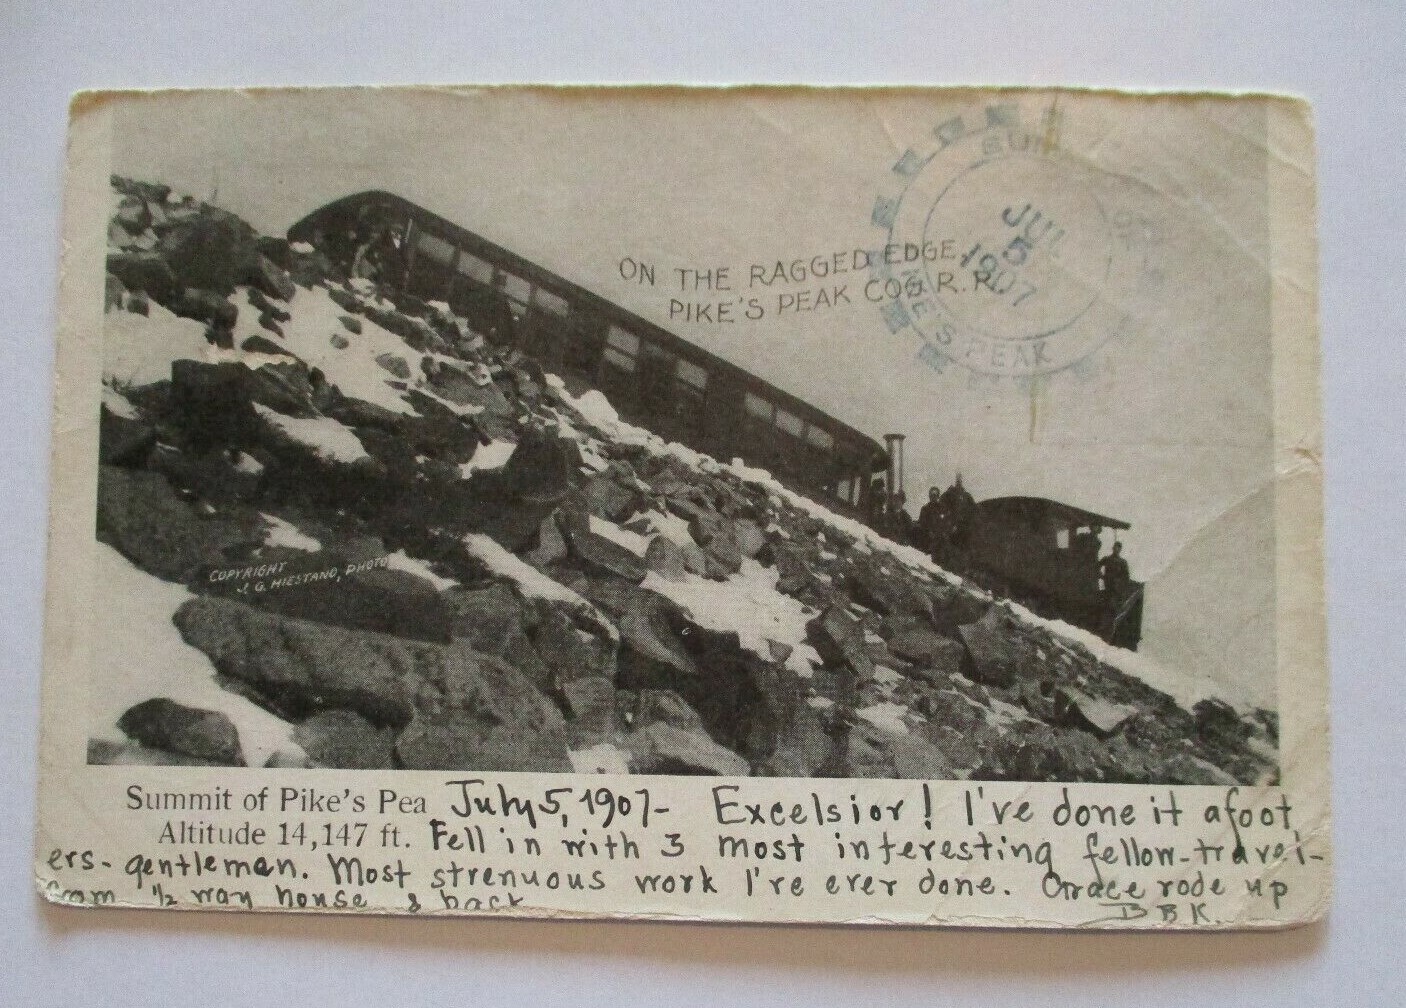 ON THE RAGGED EDGE,
PIKE'S PEAK COG R. R.
JUL
5
1907
PEAK
COPYRIGHT
J. G. HIESTAND, PHOTO
Summit of Pike's Pea July 5, 1907- Excelsior! I've done it afoot,
Altitude 14,147 ft. Fell in with 3 most interesting fellow-travel-
ers- gentleman. Most strenuous work I've ever done. Grace rode up
from ½ way house & back
B B K.